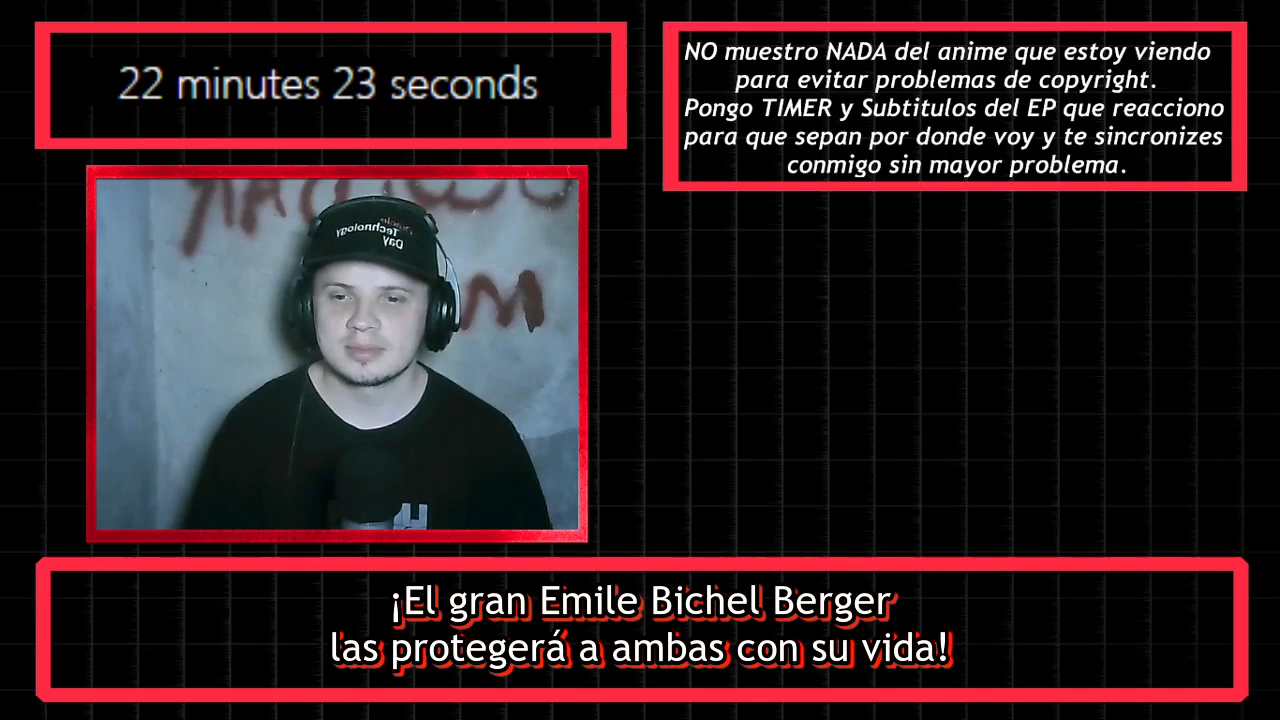 22 minutes 23 seconds
NO muestro NADA del anime que estoy viendo
para evitar problemas de copyright.
Pongo TIMER y Subtitulos del EP que reacciono
para que sepan por donde voy y te sincronizes
conmigo sin mayor problema.
Technology
Day
M
¡El gran Emile Bichel Berger
las protegerá a ambas con su vida!